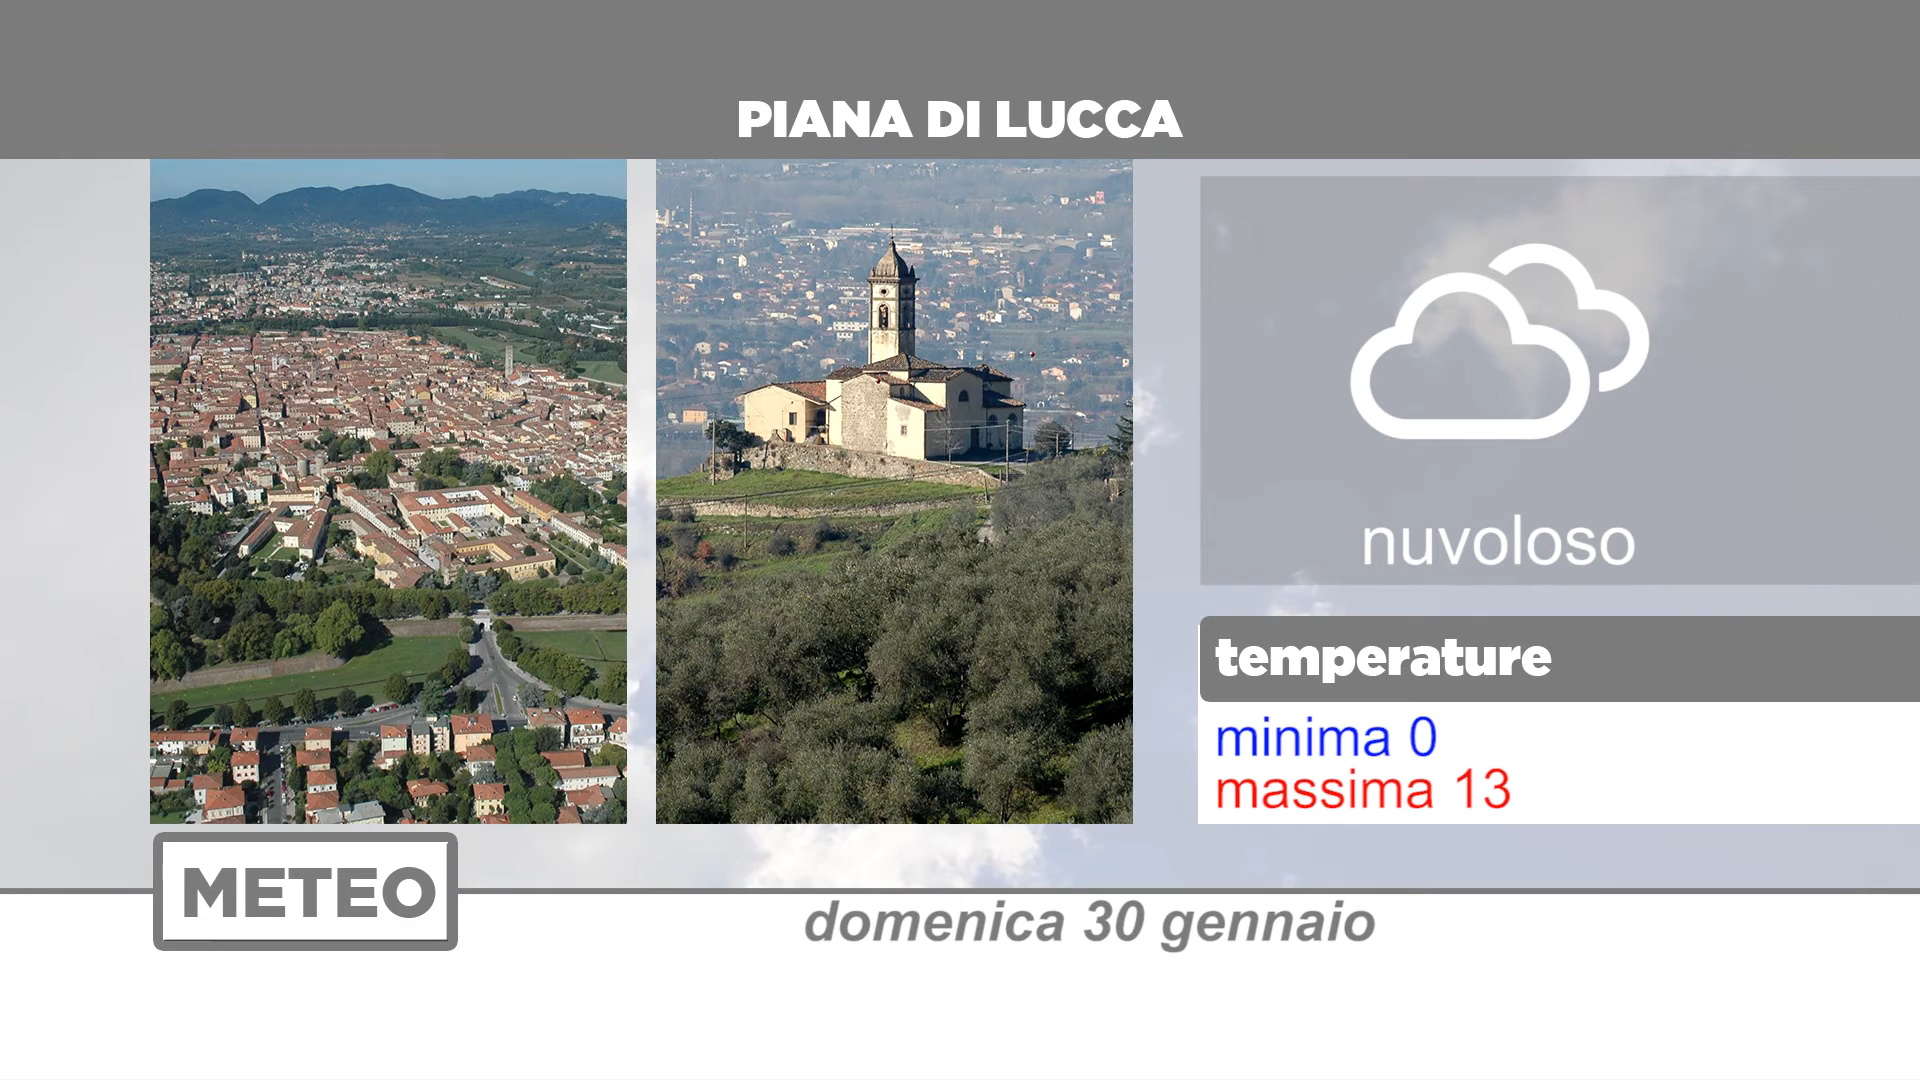 PIANA DI LUCCA
nuvoloso
temperature
minima 0
massima 13
METEO
domenica 30 gennaio